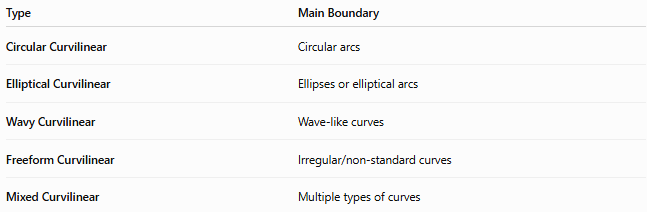 Type Main Boundary
Circular Curvilinear Circular arcs
Elliptical Curvilinear Ellipses or elliptical arcs
Wavy Curvilinear Wave-like curves
Freeform Curvilinear Irregular/non-standard curves
Mixed Curvilinear Multiple types of curves